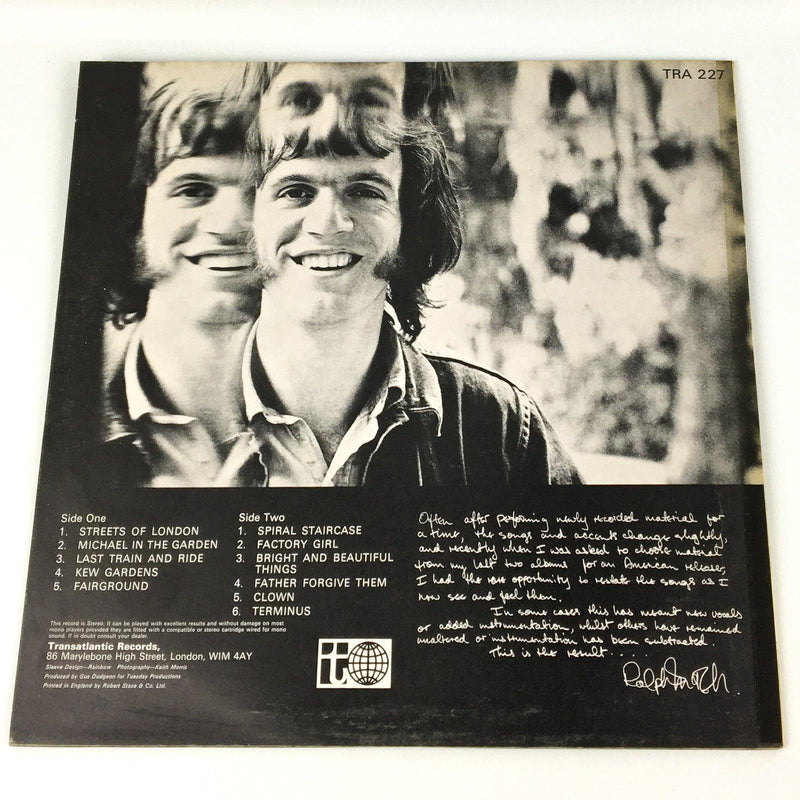 TRA 227
Side One
1. STREETS OF LONDON
2. MICHAEL IN THE GARDEN
3. LAST TRAIN AND RIDE
4. KEW GARDENS
5. FAIRGROUND
Side Two
1. SPIRAL STAIRCASE
2. FACTORY GIRL
3. BRIGHT AND BEAUTIFUL
THINGS
4. FATHER FORGIVE THEM
5. CLOWN
6. TERMINUS
This record is Stereo. It can be played with excellent results and without damage on most
mono players provided they are fitted with a compatible or stereo cartridge wired for mono
sound. If in doubt consult your dealer.
Transatlantic Records,
86 Marylebone High Street, London, WIM 4AY
Sleeve Design—Rainbow Photography—Keith Morris
Produced by Gus Dudgeon for Tuesday Productions
Printed in England by Robert Stace & Co. Ltd.
it
Often after performing newly recorded material for
a time, the songs and accents change slightly,
and recently when I was asked to choose material
from my last two albums for an American release,
I had the rare opportunity to restate the songs as I
now see and feel them.
In some cases this has meant new vocals
or added instrumentation, whilst others have remained
unaltered or instrumentation has been subtracted.
This is the result . . . . .
Ralph McTell.